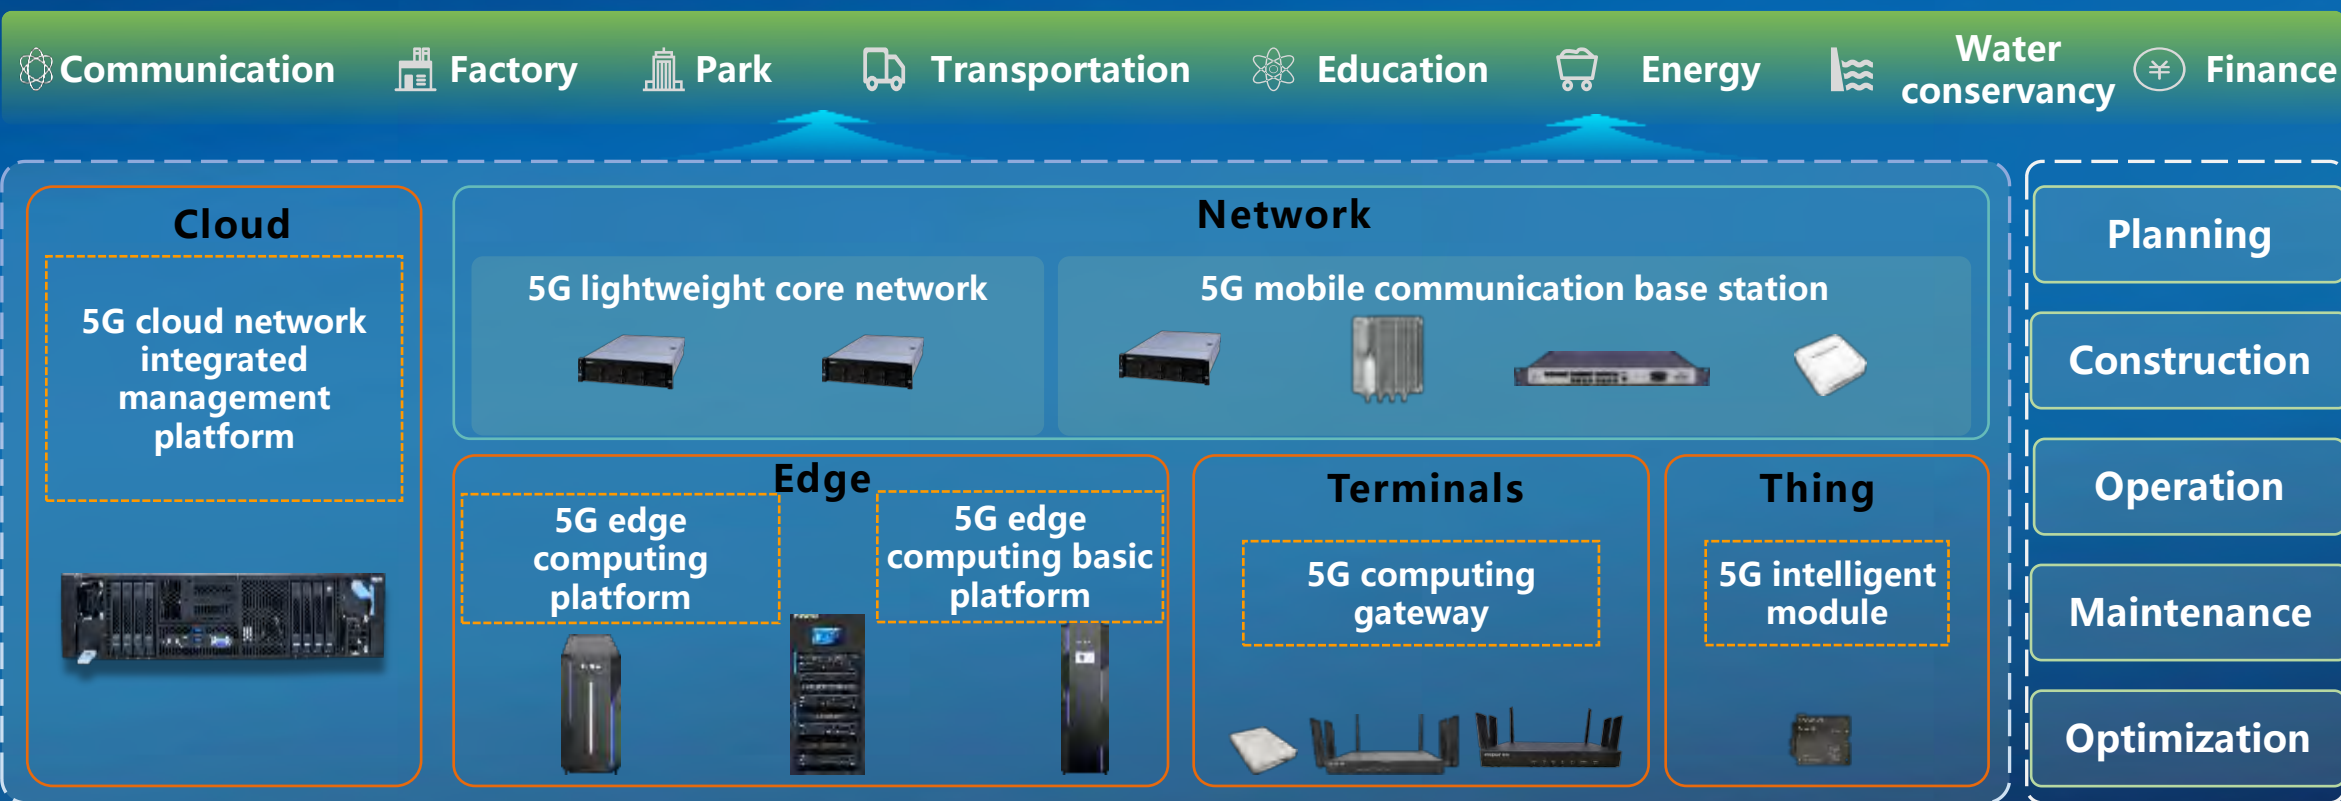 Communication
Factory
Park
Transportation
Education
Energy
Water
conservancy
¥
Finance
Cloud
5G cloud network
integrated
management
platform
Network
5G lightweight core network
5G mobile communication base station
Edge
5G edge
computing
platform
5G edge
computing basic
platform
Terminals
5G computing
gateway
Thing
5G intelligent
module
Planning
Construction
Operation
Maintenance
Optimization